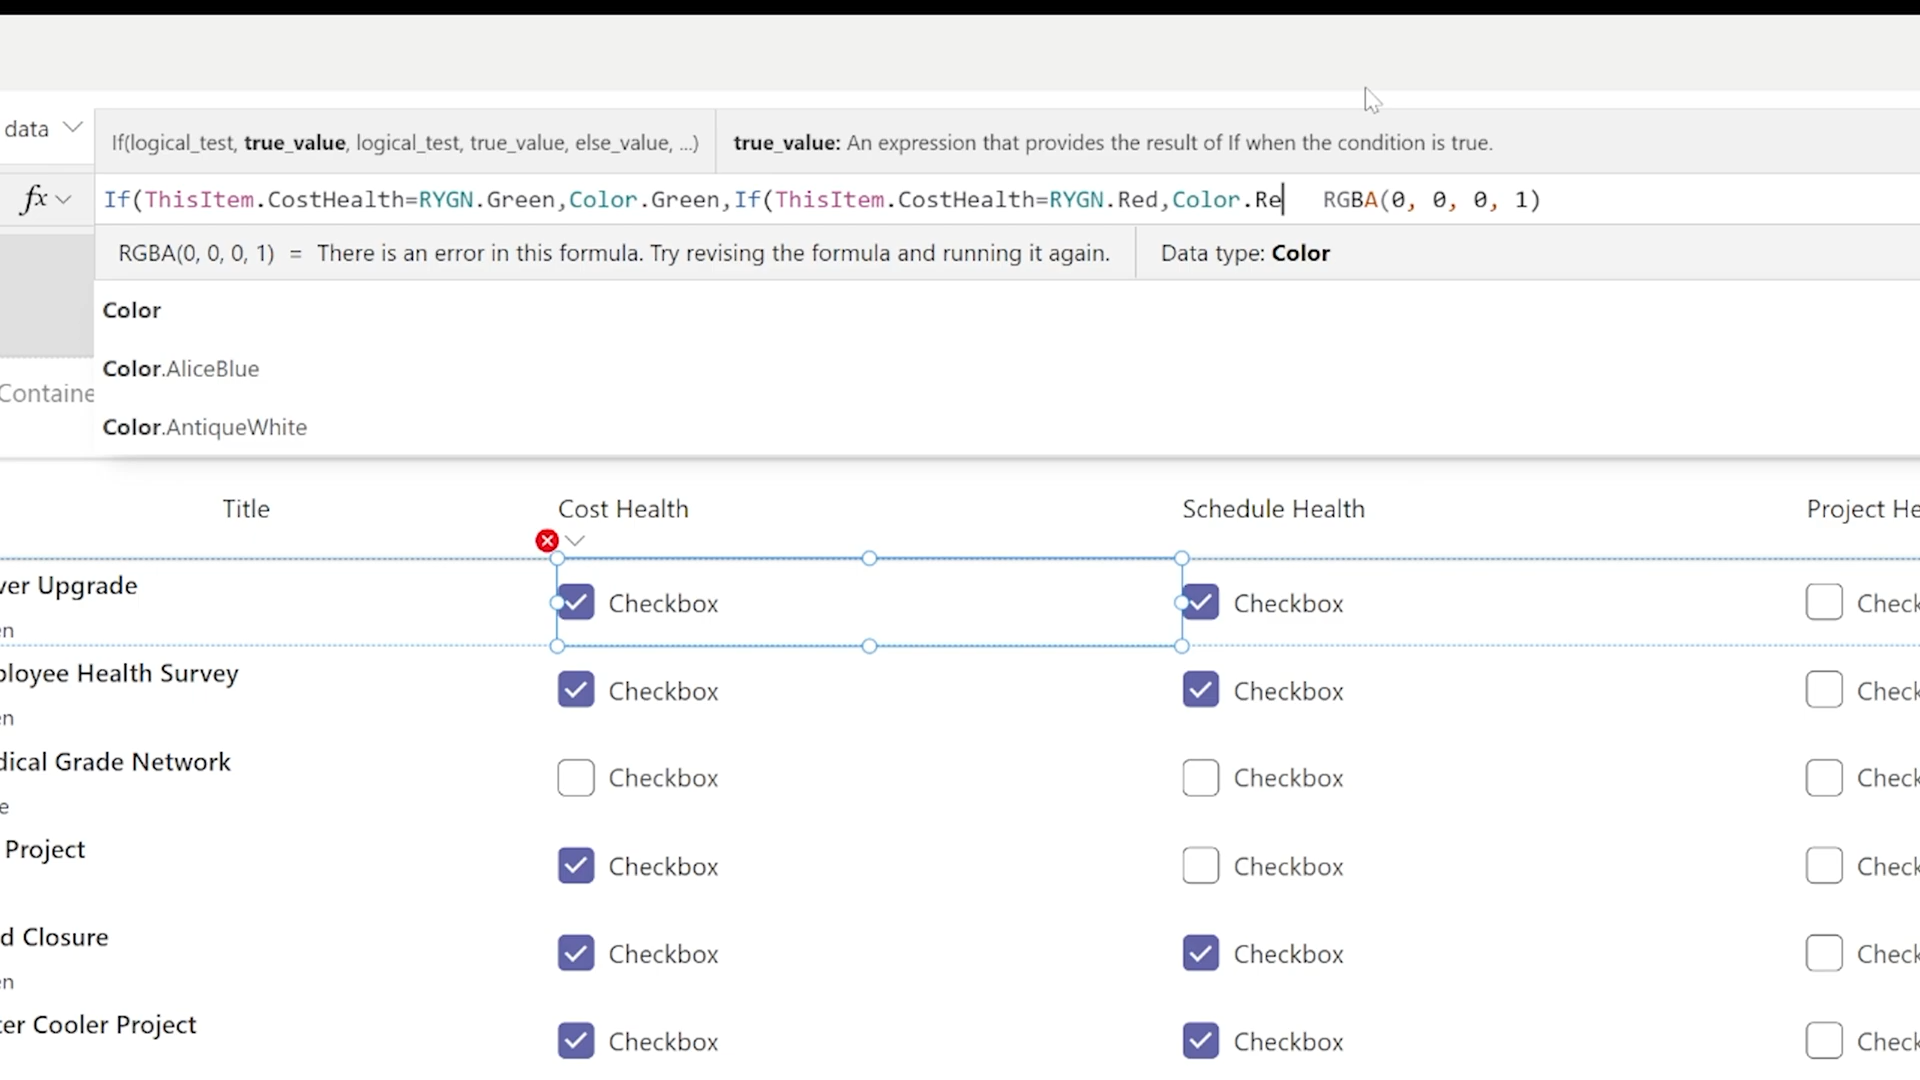 data
If(logical_test, true_value, logical_test, true_value, else_value, ...) true_value: An expression that provides the result of If when the condition is true.
fx If(ThisItem.CostHealth=RYGN.Green,Color.Green,If(ThisItem.CostHealth=RYGN.Red,Color.Re RGBA(0, 0, 0, 1)
RGBA(0, 0, 0, 1) = There is an error in this formula. Try revising the formula and running it again. Data type: Color
Color
Color.AliceBlue
Containe
Color.AntiqueWhite
Title Cost Health Schedule Health Project He
ver Upgrade
Checkbox Checkbox Check
en
ployee Health Survey
Checkbox Checkbox Check
en
dical Grade Network
Checkbox Checkbox Check
e
Project
Checkbox Checkbox Check
d Closure
Checkbox Checkbox Check
en
ter Cooler Project
Checkbox Checkbox Check